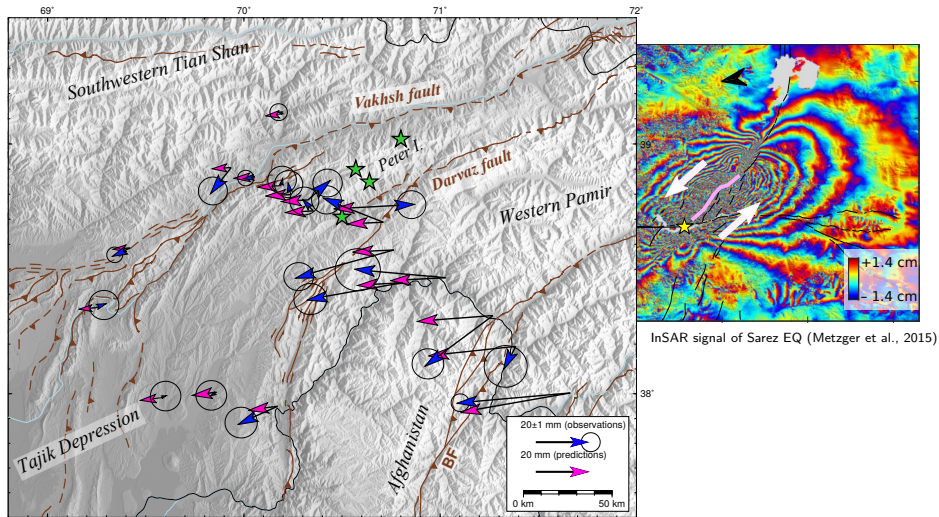 69˚
70˚
71˚
72˚
Southwestern Tian Shan
Vakhsh fault
Peter I.
Darvaz fault
Western Pamir
39
+1.4 cm
- 1.4 cm
InSAR signal of Sarez EQ (Metzger et al., 2015)
38˚
Tajik Depression
Afghanistan
BF
20±1 mm (observations)
20 mm (predictions)
0 km
50 km